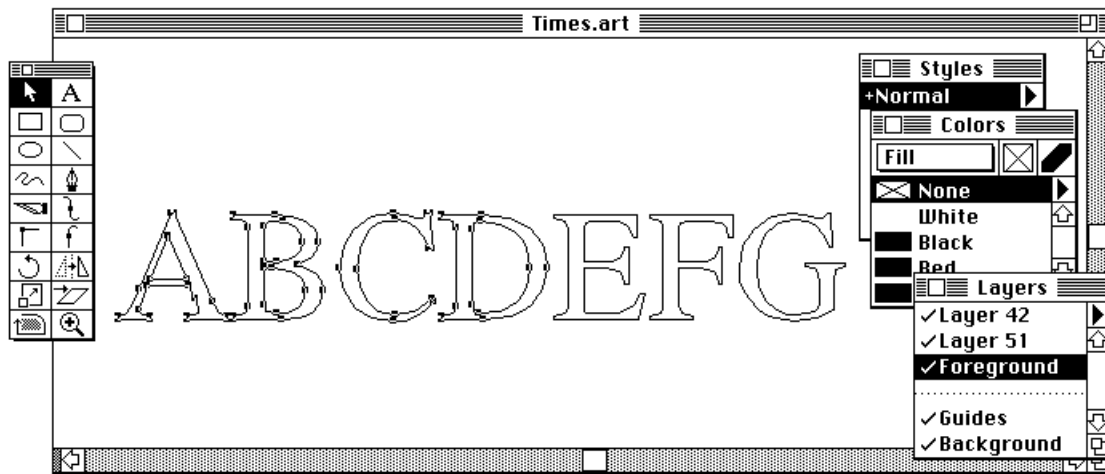 Times.art
A
Styles
+Normal
Colors
Fill
None
White
Black
Red
ABCDEFG
Layers
Layer 42
Layer 51
Foreground
Guides
Background